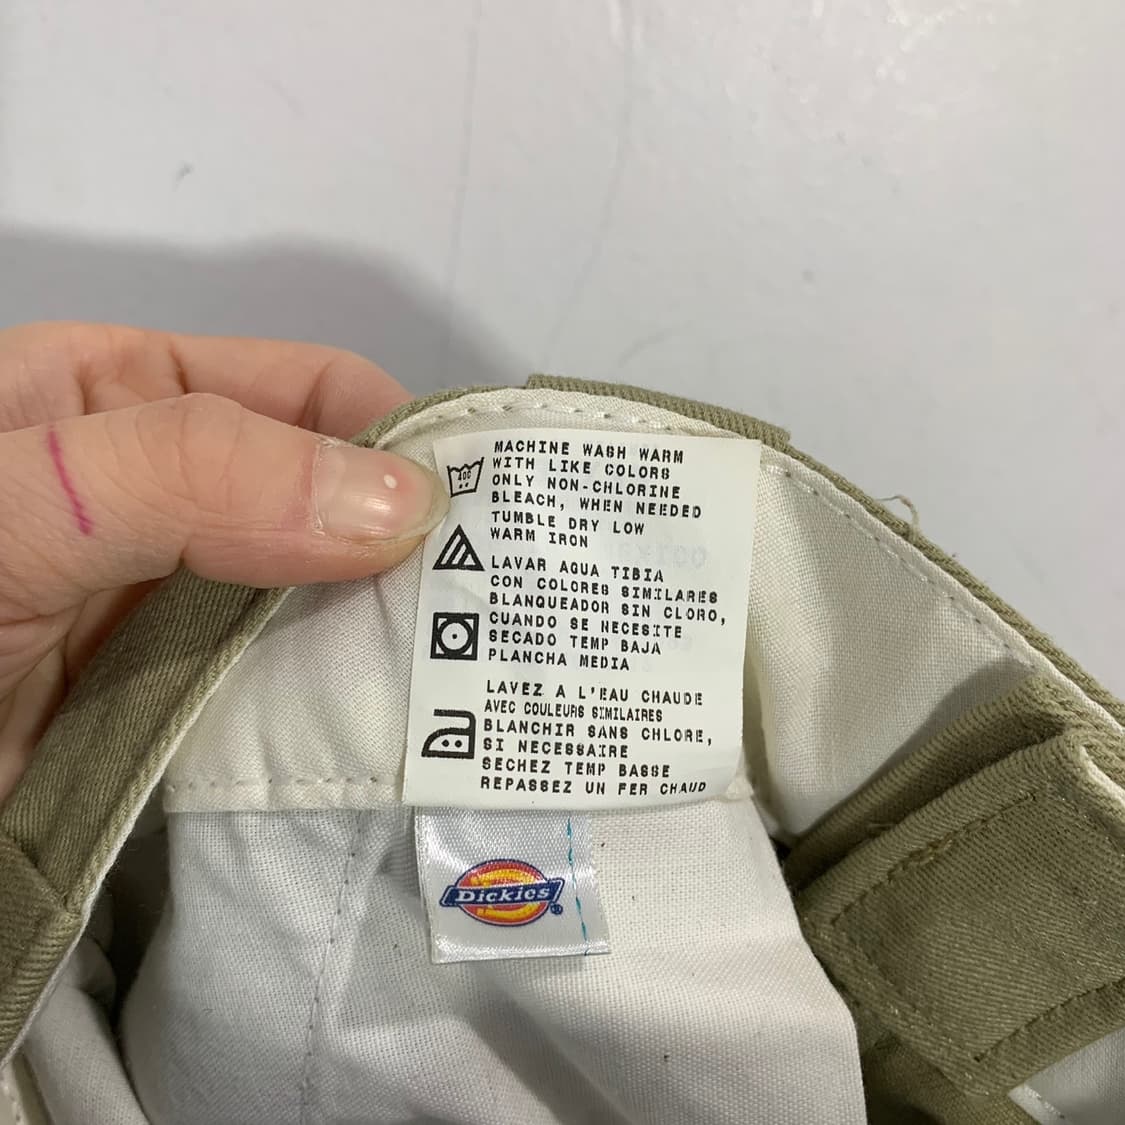 MACHINE WASH WARM
WITH LIKE COLORS
ONLY NON-CHLORINE
BLEACH, WHEN NEEDED
TUMBLE DRY LOW
WARM IRON
LAVAR AGUA TIBIA
CON COLORES SIMILARES
BLANQUEADOR SIN CLORO,
CUANDO SE NECESITE
SECADO TEMP BAJA
PLANCHA MEDIA
LAVEZ A L'EAU CHAUDE
AVEC COULEURS SIMILAIRES
BLANCHIR SANS CHLORE,
SI NECESSAIRE
SECHEZ TEMP BASSE
REPASSEZ UN FER CHAUD
Dickies®